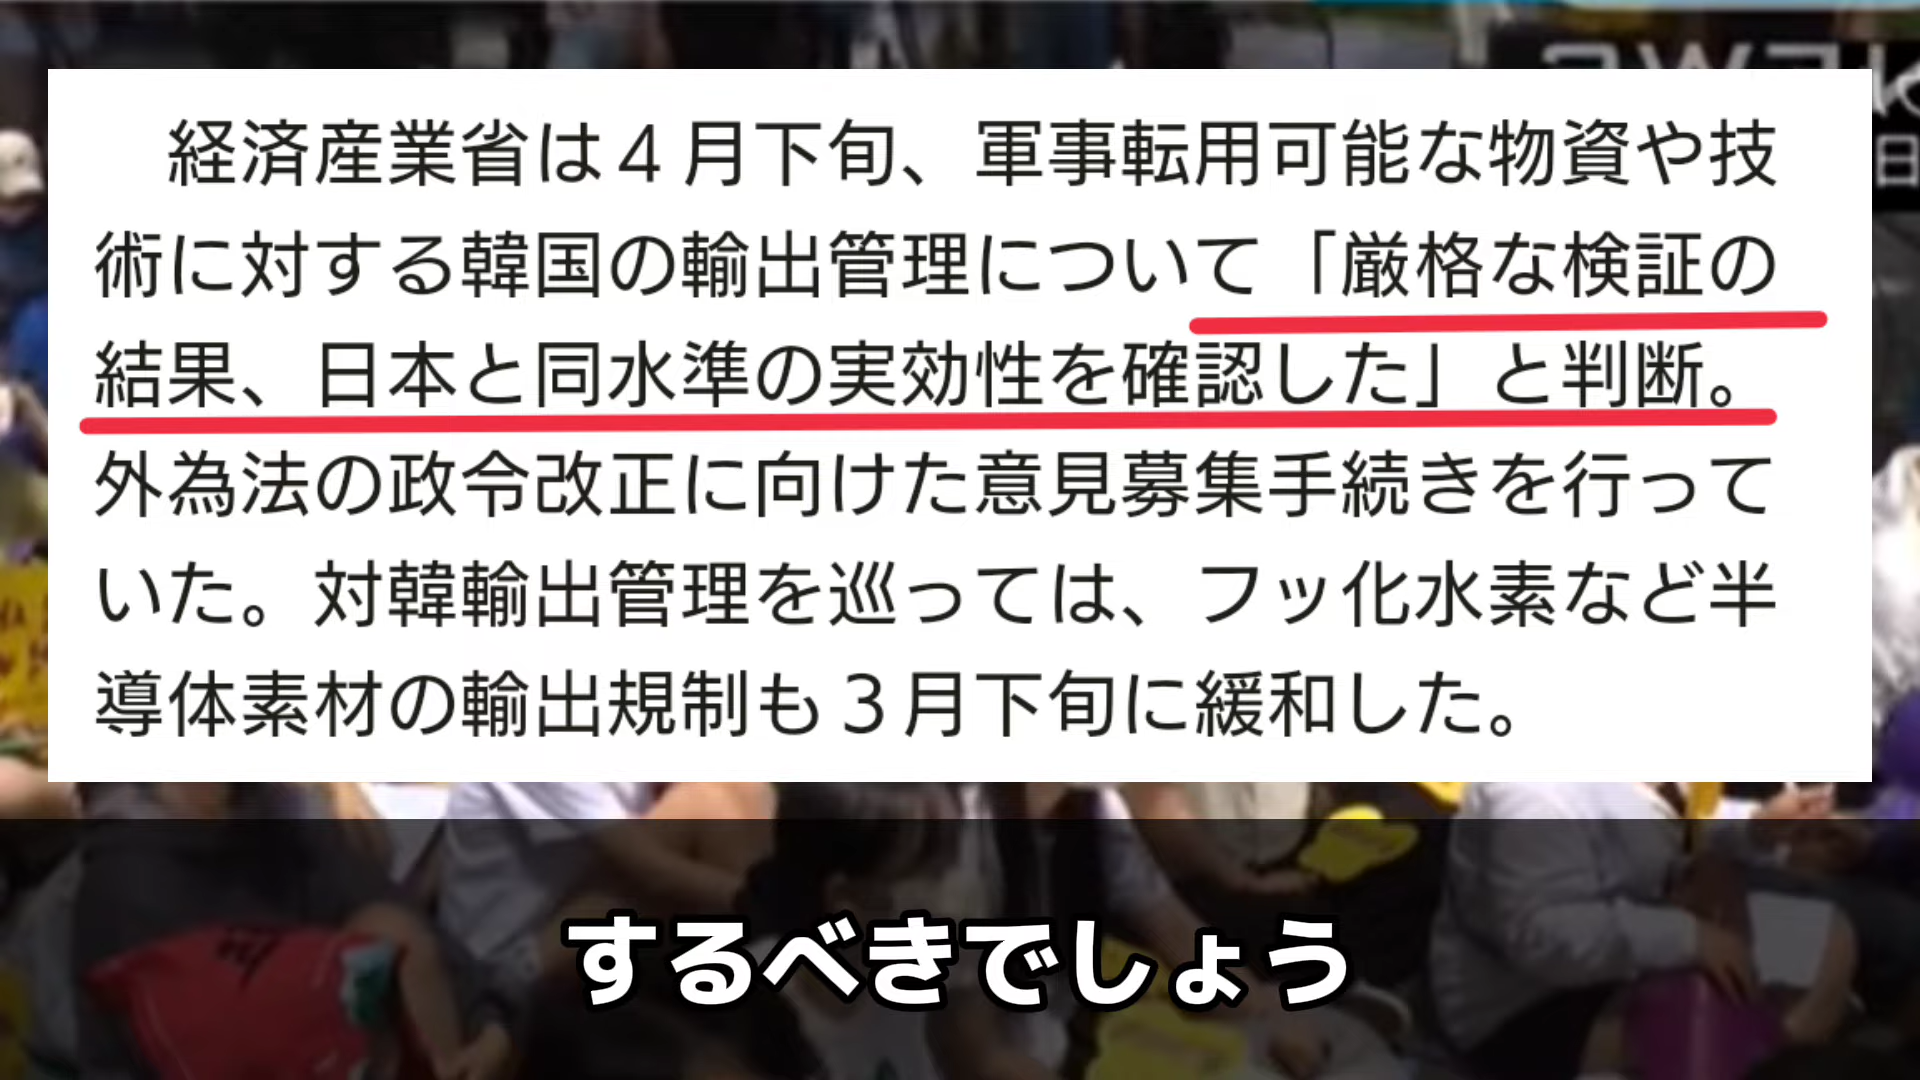 経済産業省は４月下旬、軍事転用可能な物資や技
術に対する韓国の輸出管理について「厳格な検証の
結果、日本と同水準の実効性を確認した」と判断。
外為法の政令改正に向けた意見募集手続きを行って
いた。対韓輸出管理を巡っては、フッ化水素など半
導体素材の輸出規制も３月下旬に緩和した。
するべきでしょう